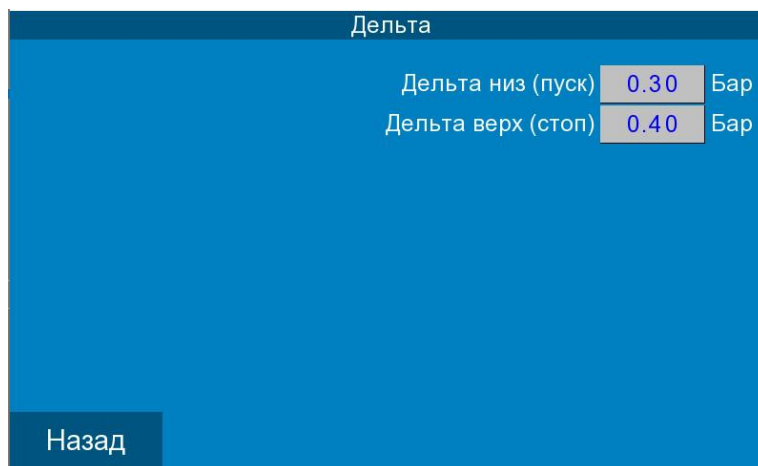 Дельта
Дельта низ (пуск) 0.30 Бар
Дельта верх (стоп) 0.40 Бар
Назад